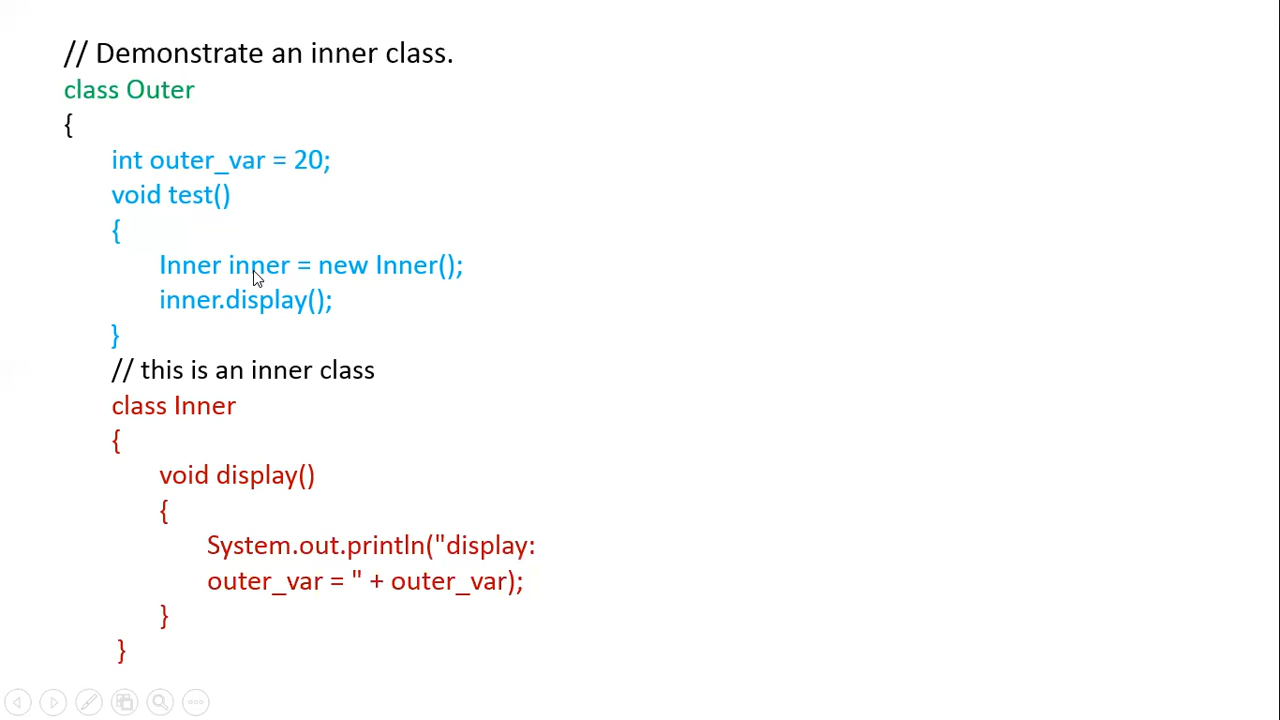 // Demonstrate an inner class.
class Outer
{
int outer_var = 20;
void test()
{
Inner inner = new Inner();
inner.display();
}
// this is an inner class
class Inner
{
void display()
{
System.out.println("display:
outer_var = " + outer_var);
}
}